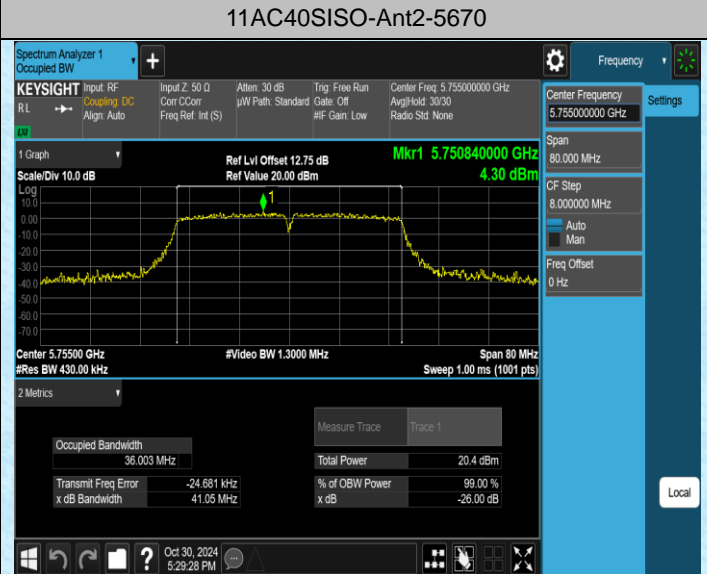 11AC40SISO-Ant2-5670
Spectrum Analyzer 1
Occupied BW
Frequency
KEYSIGHT
RL
LXI
Input: RF
Coupling: DC
Align: Auto
Input Z: 50 Ω
Corr CCorr
Freq Ref: Int (S)
Atten: 30 dB
µW Path: Standard
Trig: Free Run
Gate: Off
#IF Gain: Low
Center Freq: 5.755000000 GHz
Avg|Hold: 30/30
Radio Std: None
Center Frequency
5.755000000 GHz
Settings
Span
80.000 MHz
CF Step
8.000000 MHz
Auto
Man
Freq Offset
0 Hz
Local
1 Graph
Scale/Div 10.0 dB
Ref Lvl Offset 12.75 dB
Ref Value 20.00 dBm
Mkr1 5.750840000 GHz
4.30 dBm
Log
10.0
0.00
-10.0
-20.0
-30.0
-40.0
-50.0
-60.0
-70.0
1
Center 5.75500 GHz
#Res BW 430.00 kHz
#Video BW 1.3000 MHz
Span 80 MHz
Sweep 1.00 ms (1001 pts)
2 Metrics
Measure Trace Trace 1
Occupied Bandwidth
36.003 MHz
Total Power 20.4 dBm
Transmit Freq Error -24.681 kHz
% of OBW Power 99.00 %
x dB Bandwidth 41.05 MHz
x dB -26.00 dB
Oct 30, 2024
5:29:28 PM